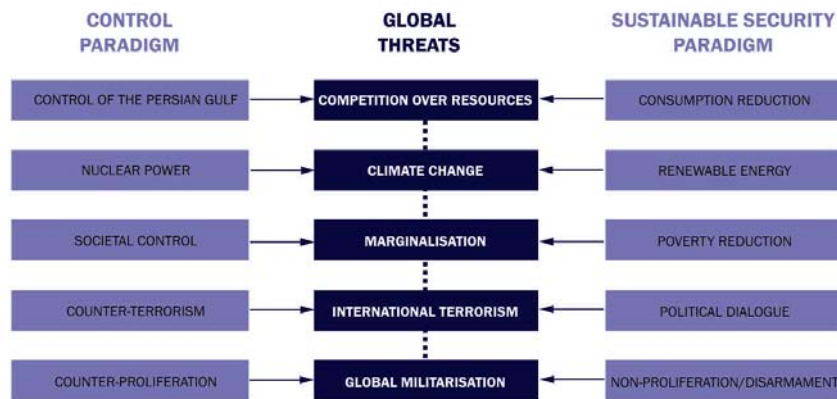 CONTROL
PARADIGM
GLOBAL
THREATS
SUSTAINABLE SECURITY
PARADIGM
CONTROL OF THE PERSIAN GULF
COMPETITION OVER RESOURCES
CONSUMPTION REDUCTION
NUCLEAR POWER
CLIMATE CHANGE
RENEWABLE ENERGY
SOCIETAL CONTROL
MARGINALISATION
POVERTY REDUCTION
COUNTER-TERRORISM
INTERNATIONAL TERRORISM
POLITICAL DIALOGUE
COUNTER-PROLIFERATION
GLOBAL MILITARISATION
NON-PROLIFERATION/DISARMAMENT